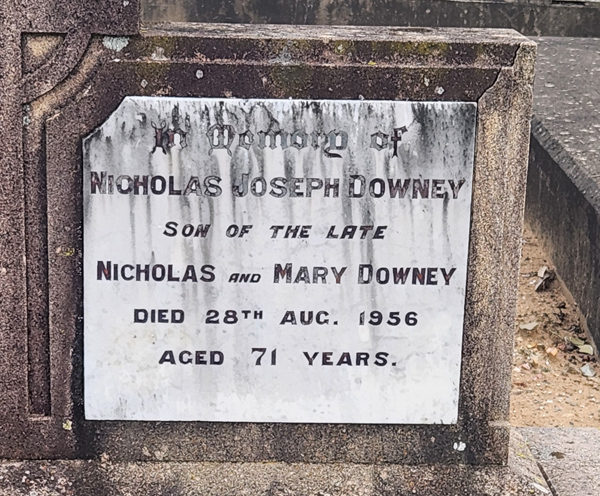 In Memory of
NICHOLAS JOSEPH DOWNEY
SON OF THE LATE
NICHOLAS AND MARY DOWNEY
DIED 28TH AUG. 1956
AGED 71 YEARS.